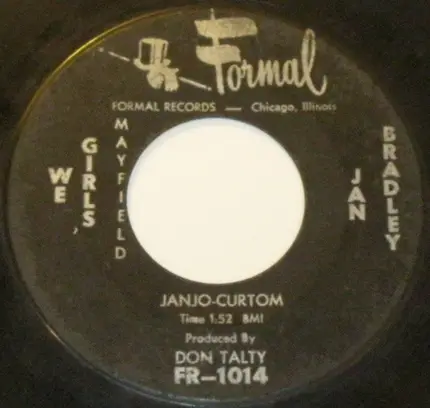 Formal
FORMAL RECORDS — Chicago, Illinois
WE
GIRLS
MAYFIELD
JAN
BRADLEY
JANJO-CURTOM
Time 1:52 BMI
Produced By
DON TALTY
FR-1014